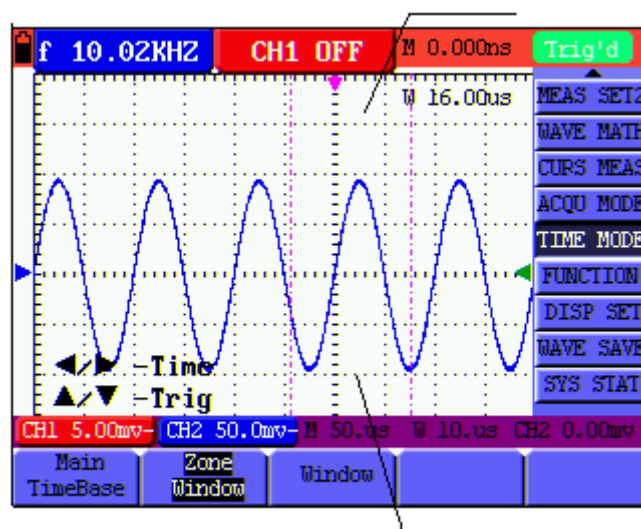 f 10.02KHZ CH1 OFF M 0.000ns Trig'd
W 16.00us
MEAS SET2
WAVE MATH
CURS MEAS
ACQU MODE
TIME MODE
FUNCTION
DISP SET
WAVE SAVE
SYS STAT
◀/▶ -Time
▲/▼ -Trig
CH1 5.00mv- CH2 50.0mv- M 50.us W 10.us CH2 0.00mv
Main TimeBase
Zone Window
Window